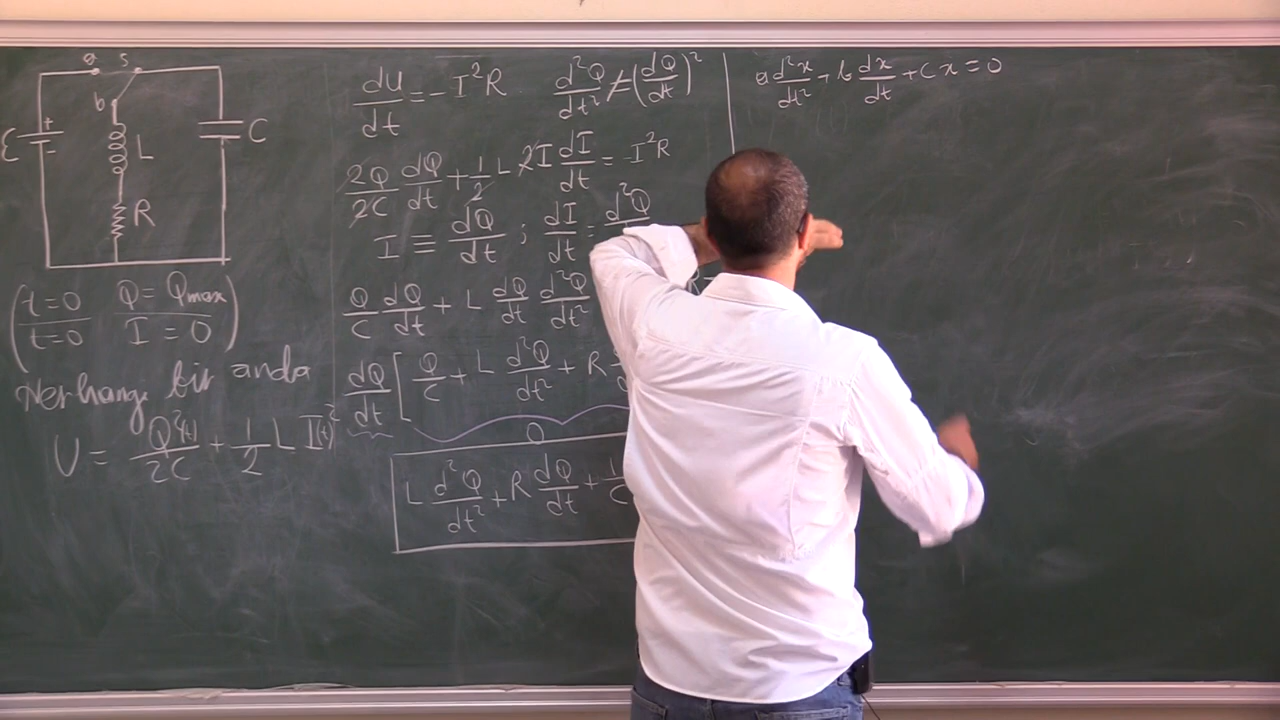 a s
b
ε + - L C
R
t=0 Q=Qmax
t=0 I=0
Herhangi bir anda
U = Q²(t)/2C + 1/2 L I(t)²
dU/dt = -I²R d²Q/dt² ≠ (dQ/dt)²
2Q/2C dQ/dt + 1/2 L 2I dI/dt = -I²R
I ≡ dQ/dt ; dI/dt = d²Q
Q/C dQ/dt + L dQ/dt d²Q/dt²
dQ/dt [Q/C + L d²Q/dt² + R
0
L d²Q/dt² + R dQ/dt + 1/C
a d²x/dt² + b dx/dt + c x = 0